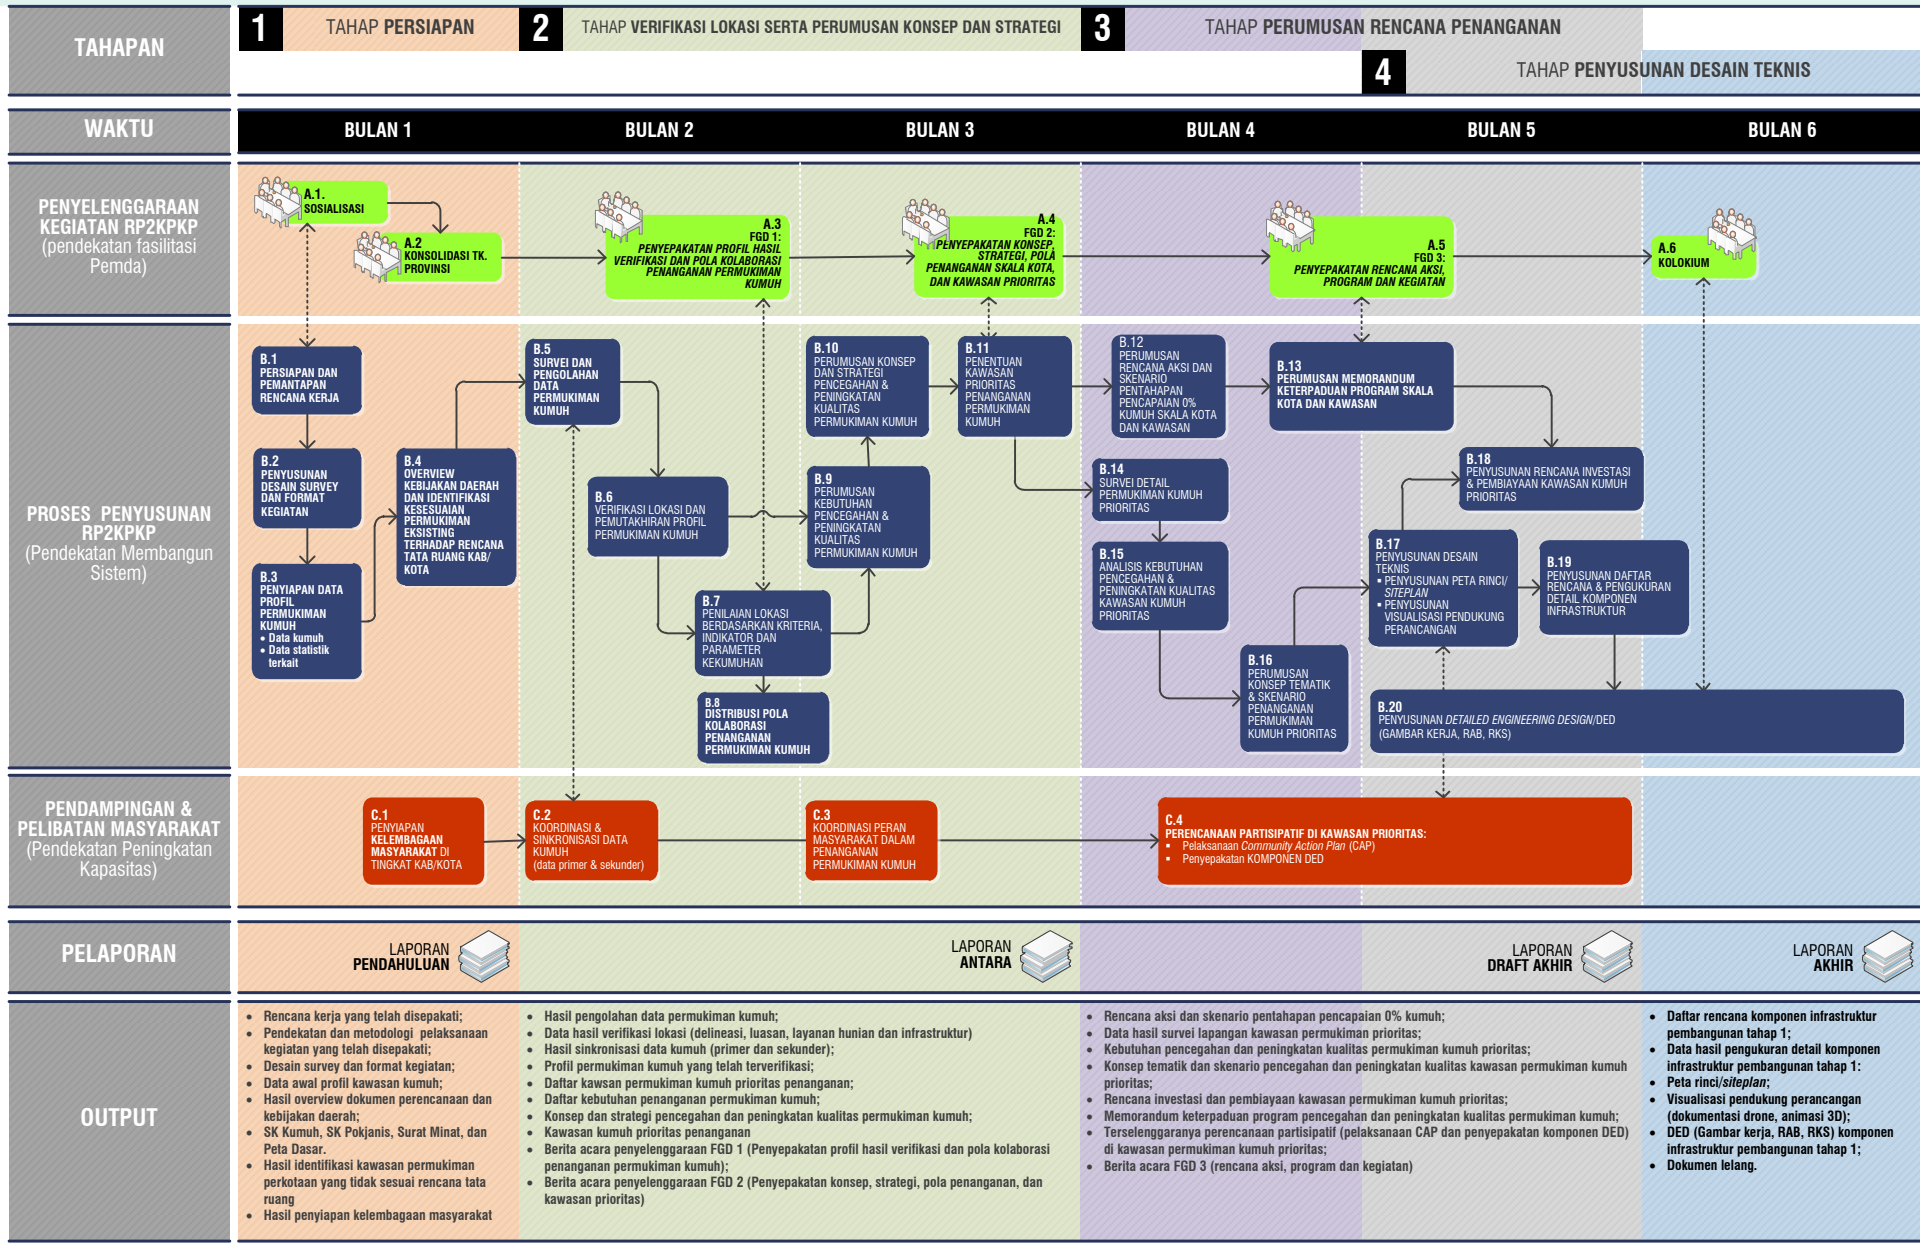 TAHAPAN
1 TAHAP PERSIAPAN
2 TAHAP VERIFIKASI LOKASI SERTA PERUMUSAN KONSEP DAN STRATEGI
3 TAHAP PERUMUSAN RENCANA PENANGANAN
4 TAHAP PENYUSUNAN DESAIN TEKNIS
WAKTU
BULAN 1
BULAN 2
BULAN 3
BULAN 4
BULAN 5
BULAN 6
PENYELENGGARAAN
KEGIATAN RP2KPKP
(pendekatan fasilitasi
Pemda)
A.1.
SOSIALISASI
A.2
KONSOLIDASI TK.
PROVINSI
A.3
FGD 1:
PENYEPAKATAN PROFIL HASIL
VERIFIKASI DAN POLA KOLABORASI
PENANGANAN PERMUKIMAN
KUMUH
A.4
FGD 2:
PENYEPAKATAN KONSEP,
STRATEGI, POLA
PENANGANAN SKALA KOTA,
DAN KAWASAN PRIORITAS
A.5
FGD 3:
PENYEPAKATAN RENCANA AKSI,
PROGRAM DAN KEGIATAN
A.6
KOLOKIUM
PROSES PENYUSUNAN
RP2KPKP
(Pendekatan Membangun
Sistem)
B.1
PERSIAPAN DAN
PEMANTAPAN
RENCANA KERJA
B.2
PENYUSUNAN
DESAIN SURVEY
DAN FORMAT
KEGIATAN
B.3
PENYIAPAN DATA
PROFIL
PERMUKIMAN
KUMUH
• Data kumuh
• Data statistik
terkait
B.4
OVERVIEW
KEBIJAKAN DAERAH
DAN IDENTIFIKASI
KESESUAIAN
PERMUKIMAN
EKSISTING
TERHADAP RENCANA
TATA RUANG KAB/
KOTA
B.5
SURVEI DAN
PENGOLAHAN
DATA
PERMUKIMAN
KUMUH
B.6
VERIFIKASI LOKASI DAN
PEMUTAKHIRAN PROFIL
PERMUKIMAN KUMUH
B.7
PENILAIAN LOKASI
BERDASARKAN KRITERIA,
INDIKATOR DAN
PARAMETER
KEKUMUHAN
B.8
DISTRIBUSI POLA
KOLABORASI
PENANGANAN
PERMUKIMAN KUMUH
B.10
PERUMUSAN KONSEP
DAN STRATEGI
PENCEGAHAN &
PENINGKATAN
KUALITAS
PERMUKIMAN KUMUH
B.9
PERUMUSAN
KEBUTUHAN
PENCEGAHAN &
PENINGKATAN
KUALITAS
PERMUKIMAN KUMUH
B.11
PENENTUAN
KAWASAN
PRIORITAS
PENANGANAN
PERMUKIMAN
KUMUH
B.12
PERUMUSAN
RENCANA AKSI DAN
SKENARIO
PENTAHAPAN
PENCAPAIAN 0%
KUMUH SKALA KOTA
DAN KAWASAN
B.13
PERUMUSAN MEMORANDUM
KETERPADUAN PROGRAM SKALA
KOTA DAN KAWASAN
B.14
SURVEI DETAIL
PERMUKIMAN KUMUH
PRIORITAS
B.15
ANALISIS KEBUTUHAN
PENCEGAHAN &
PENINGKATAN KUALITAS
KAWASAN KUMUH
PRIORITAS
B.16
PERUMUSAN
KONSEP TEMATIK
& SKENARIO
PENANGANAN
PERMUKIMAN
KUMUH PRIORITAS
B.18
PENYUSUNAN RENCANA INVESTASI
& PEMBIAYAAN KAWASAN KUMUH
PRIORITAS
B.17
PENYUSUNAN DESAIN
TEKNIS
▪ PENYUSUNAN PETA RINCI/
SITEPLAN
▪ PENYUSUNAN
VISUALISASI PENDUKUNG
PERANCANGAN
B.19
PENYUSUNAN DAFTAR
RENCANA & PENGUKURAN
DETAIL KOMPONEN
INFRASTRUKTUR
B.20
PENYUSUNAN DETAILED ENGINEERING DESIGN/DED
(GAMBAR KERJA, RAB, RKS)
PENDAMPINGAN &
PELIBATAN MASYARAKAT
(Pendekatan Peningkatan
Kapasitas)
C.1
PENYIAPAN
KELEMBAGAAN
MASYARAKAT DI
TINGKAT KAB/KOTA
C.2
KOORDINASI &
SINKRONISASI DATA
KUMUH
(data primer & sekunder)
C.3
KOORDINASI PERAN
MASYARAKAT DALAM
PENANGANAN
PERMUKIMAN KUMUH
C.4
PERENCANAAN PARTISIPATIF DI KAWASAN PRIORITAS:
▪ Pelaksanaan Community Action Plan (CAP)
▪ Penyepakatan KOMPONEN DED
PELAPORAN
LAPORAN
PENDAHULUAN
LAPORAN
ANTARA
LAPORAN
DRAFT AKHIR
LAPORAN
AKHIR
OUTPUT
• Rencana kerja yang telah disepakati;
• Pendekatan dan metodologi pelaksanaan
kegiatan yang telah disepakati;
• Desain survey dan format kegiatan;
• Data awal profil kawasan kumuh;
• Hasil overview dokumen perencanaan dan
kebijakan daerah;
• SK Kumuh, SK Pokjanis, Surat Minat, dan
Peta Dasar.
• Hasil identifikasi kawasan permukiman
perkotaan yang tidak sesuai rencana tata
ruang
• Hasil penyiapan kelembagaan masyarakat
• Hasil pengolahan data permukiman kumuh;
• Data hasil verifikasi lokasi (delineasi, luasan, layanan hunian dan infrastruktur)
• Hasil sinkronisasi data kumuh (primer dan sekunder);
• Profil permukiman kumuh yang telah terverifikasi;
• Daftar kawsan permukiman kumuh prioritas penanganan;
• Daftar kebutuhan penanganan permukiman kumuh;
• Konsep dan strategi pencegahan dan peningkatan kualitas permukiman kumuh;
• Kawasan kumuh prioritas penanganan
• Berita acara penyelenggaraan FGD 1 (Penyepakatan profil hasil verifikasi dan pola kolaborasi
penanganan permukiman kumuh);
• Berita acara penyelenggaraan FGD 2 (Penyepakatan konsep, strategi, pola penanganan, dan
kawasan prioritas)
• Rencana aksi dan skenario pentahapan pencapaian 0% kumuh;
• Data hasil survei lapangan kawasan permukiman prioritas;
• Kebutuhan pencegahan dan peningkatan kualitas permukiman kumuh prioritas;
• Konsep tematik dan skenario pencegahan dan peningkatan kualitas kawasan permukiman kumuh
prioritas;
• Rencana investasi dan pembiayaan kawasan permukiman kumuh prioritas;
• Memorandum keterpaduan program pencegahan dan peningkatan kualitas permukiman kumuh;
• Terselenggaranya perencanaan partisipatif (pelaksanaan CAP dan penyepakatan komponen DED)
di kawasan permukiman kumuh prioritas;
• Berita acara FGD 3 (rencana aksi, program dan kegiatan)
• Daftar rencana komponen infrastruktur
pembangunan tahap 1;
• Data hasil pengukuran detail komponen
infrastruktur pembangunan tahap 1:
• Peta rinci/siteplan;
• Visualisasi pendukung perancangan
(dokumentasi drone, animasi 3D);
• DED (Gambar kerja, RAB, RKS) komponen
infrastruktur pembangunan tahap 1;
• Dokumen lelang.